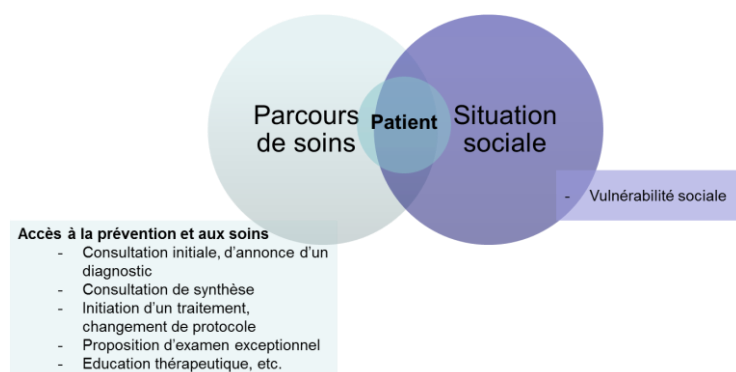 Parcours
de soins
Patient
Situation
sociale
- Vulnérabilité sociale
Accès à la prévention et aux soins
- Consultation initiale, d’annonce d’un
diagnostic
- Consultation de synthèse
- Initiation d’un traitement,
changement de protocole
- Proposition d’examen exceptionnel
- Education thérapeutique, etc.